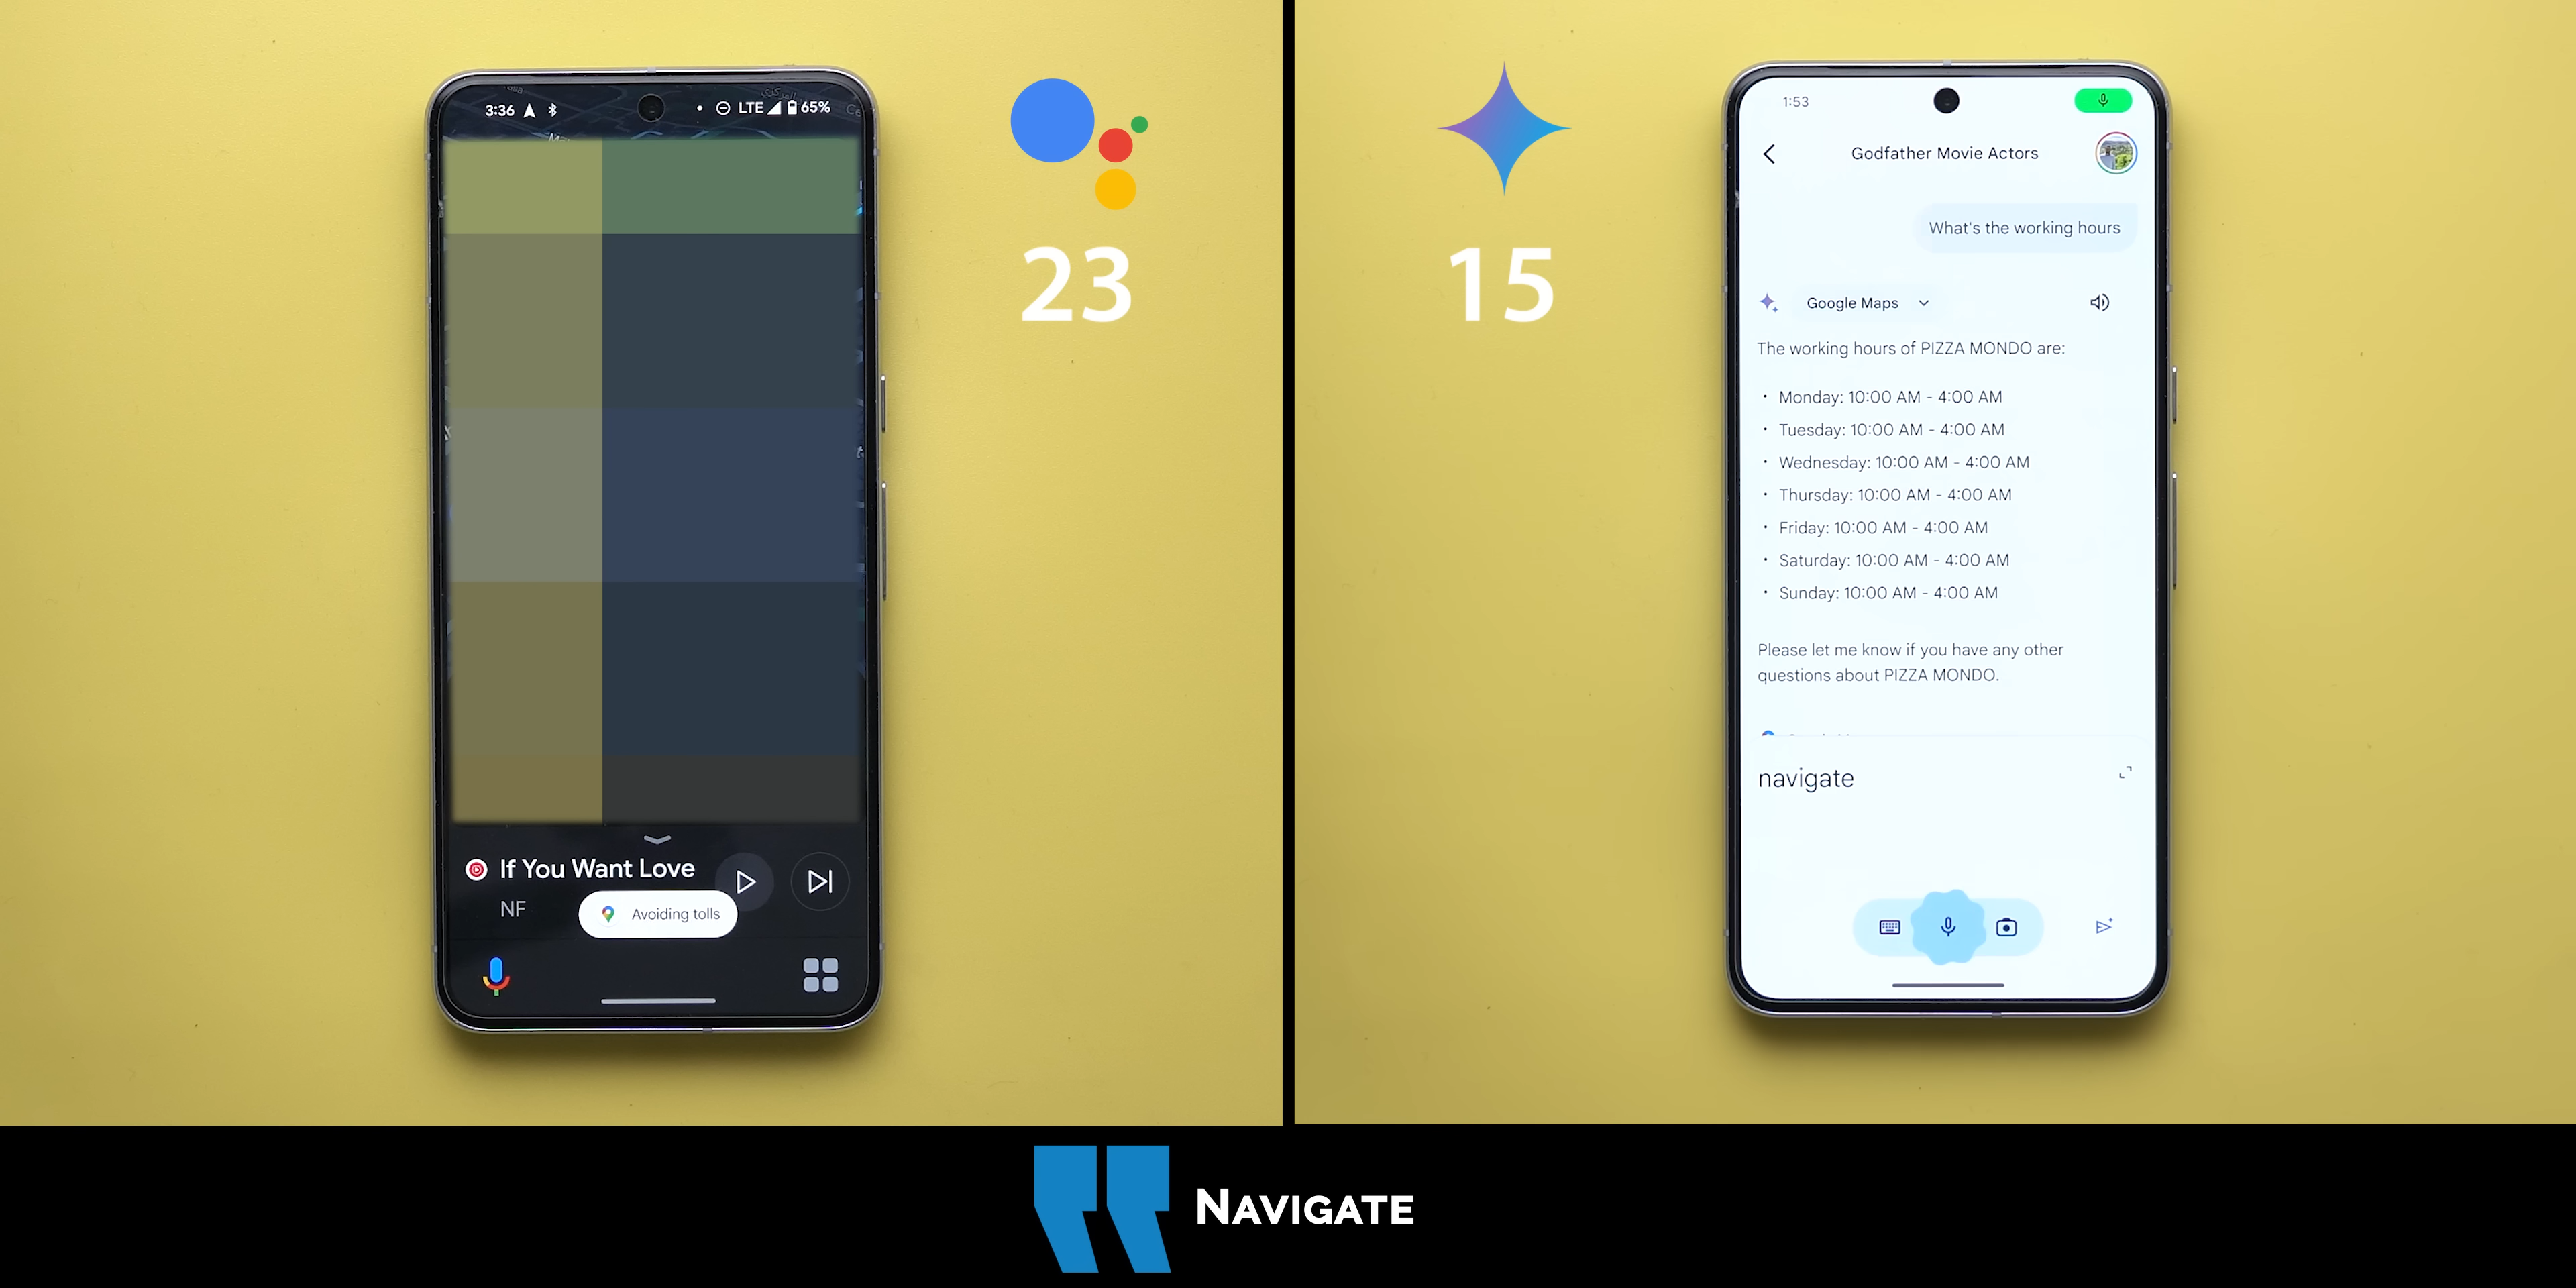 3:36
LTE 65%
If You Want Love
NF
Avoiding tolls
23
15
1:53
Godfather Movie Actors
What's the working hours
Google Maps
The working hours of PIZZA MONDO are:
• Monday: 10:00 AM - 4:00 AM
• Tuesday: 10:00 AM - 4:00 AM
• Wednesday: 10:00 AM - 4:00 AM
• Thursday: 10:00 AM - 4:00 AM
• Friday: 10:00 AM - 4:00 AM
• Saturday: 10:00 AM - 4:00 AM
• Sunday: 10:00 AM - 4:00 AM
Please let me know if you have any other
questions about PIZZA MONDO.
navigate
NAVIGATE